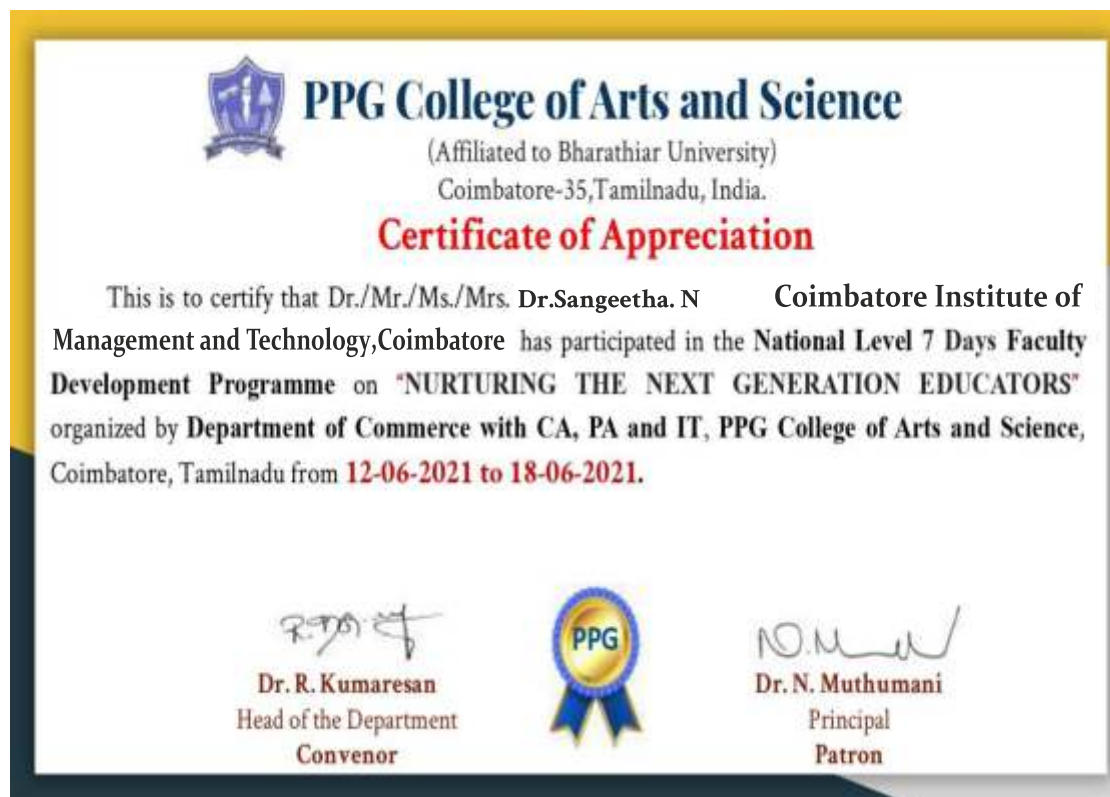 PPG College of Arts and Science
(Affiliated to Bharathiar University)
Coimbatore-35,Tamilnadu, India.
Certificate of Appreciation
This is to certify that Dr./Mr./Ms./Mrs. Dr.Sangeetha. N Coimbatore Institute of
Management and Technology,Coimbatore has participated in the National Level 7 Days Faculty
Development Programme on "NURTURING THE NEXT GENERATION EDUCATORS"
organized by Department of Commerce with CA, PA and IT, PPG College of Arts and Science,
Coimbatore, Tamilnadu from 12-06-2021 to 18-06-2021.
PPG
Dr. R. Kumaresan
Head of the Department
Convenor
Dr. N. Muthumani
Principal
Patron